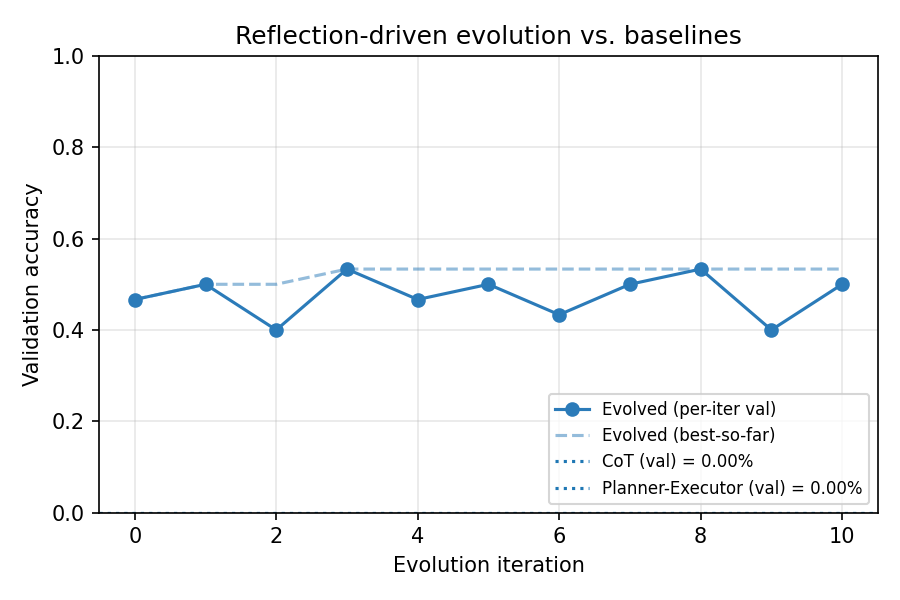 Reflection-driven evolution vs. baselines
1.0
0.8
0.6
0.4
0.2
0.0
Validation accuracy
Evolved (per-iter val)
Evolved (best-so-far)
CoT (val) = 0.00%
Planner-Executor (val) = 0.00%
0 2 4 6 8 10
Evolution iteration